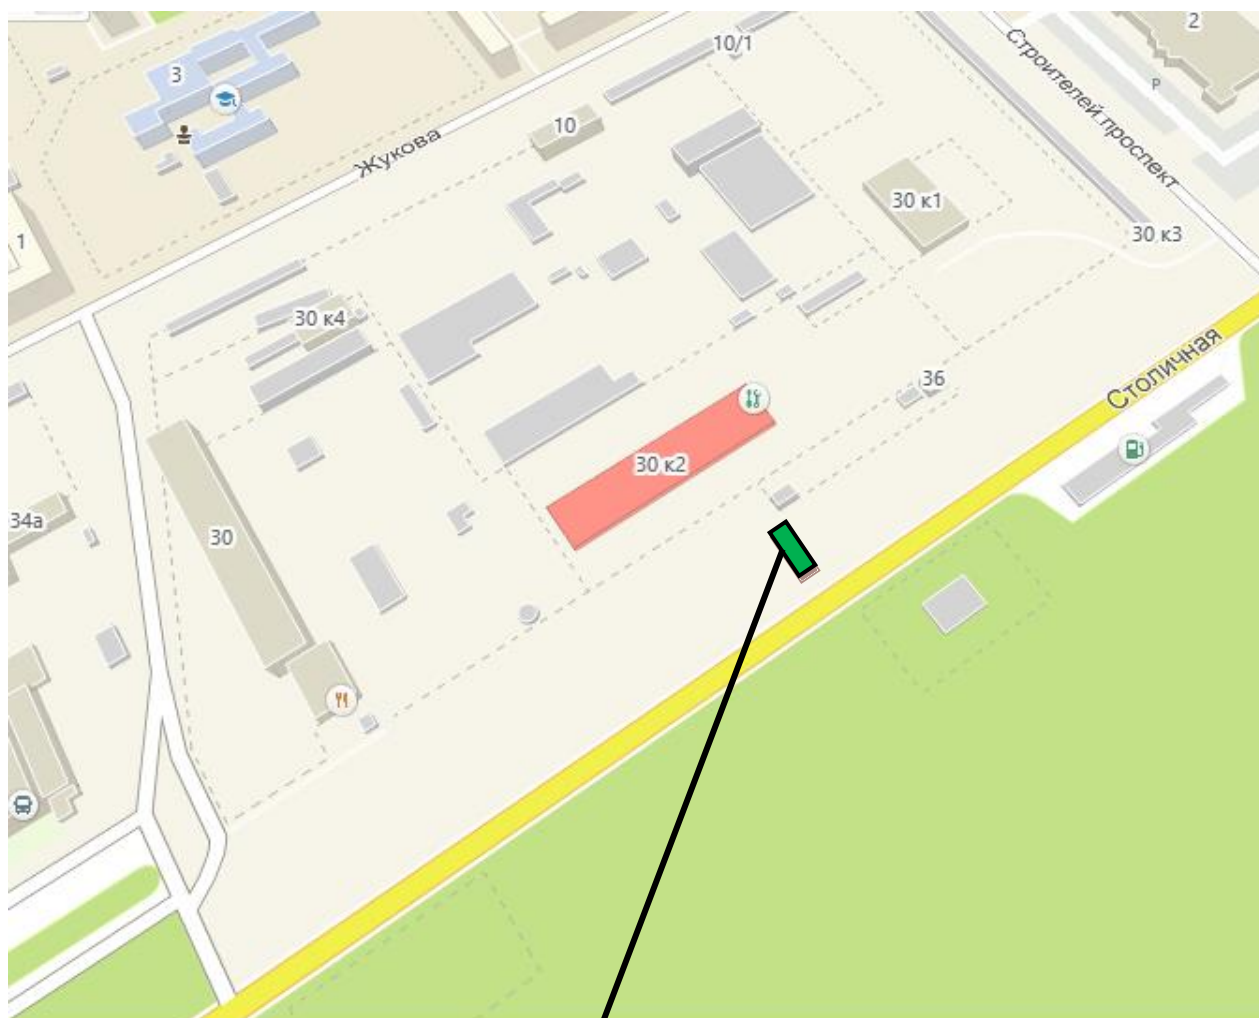 2
10/1
Строителей проспект
Р
3
10
Жукова
30 к1
30 к3
1
30 к4
36
Столичная
30 к2
34а
30